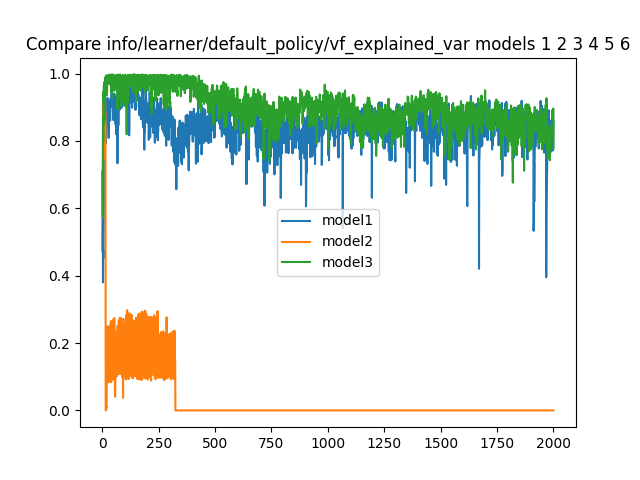 Compare info/learner/default_policy/vf_explained_var models 1 2 3 4 5 6
1.0
0.8
0.6
0.4
0.2
0.0
model1
model2
model3
0 250 500 750 1000 1250 1500 1750 2000